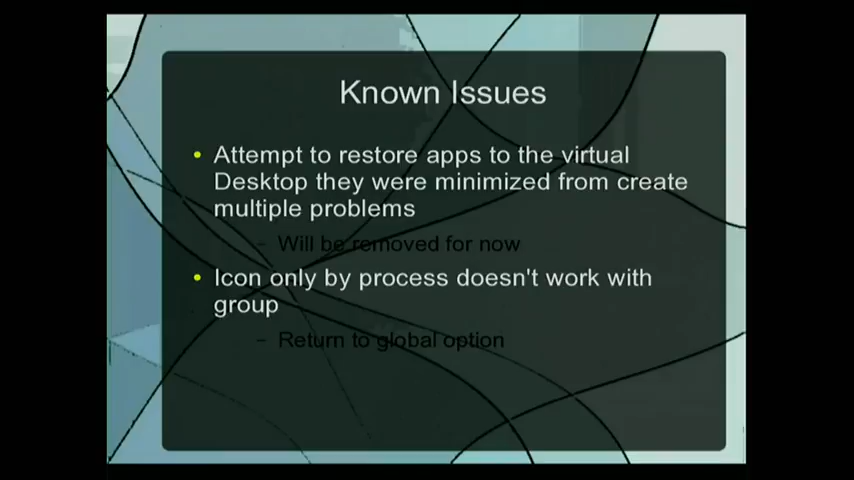 Known Issues
• Attempt to restore apps to the virtual
Desktop they were minimized from create
multiple problems
– Will be removed for now
• Icon only by process doesn't work with
group
– Return to global option